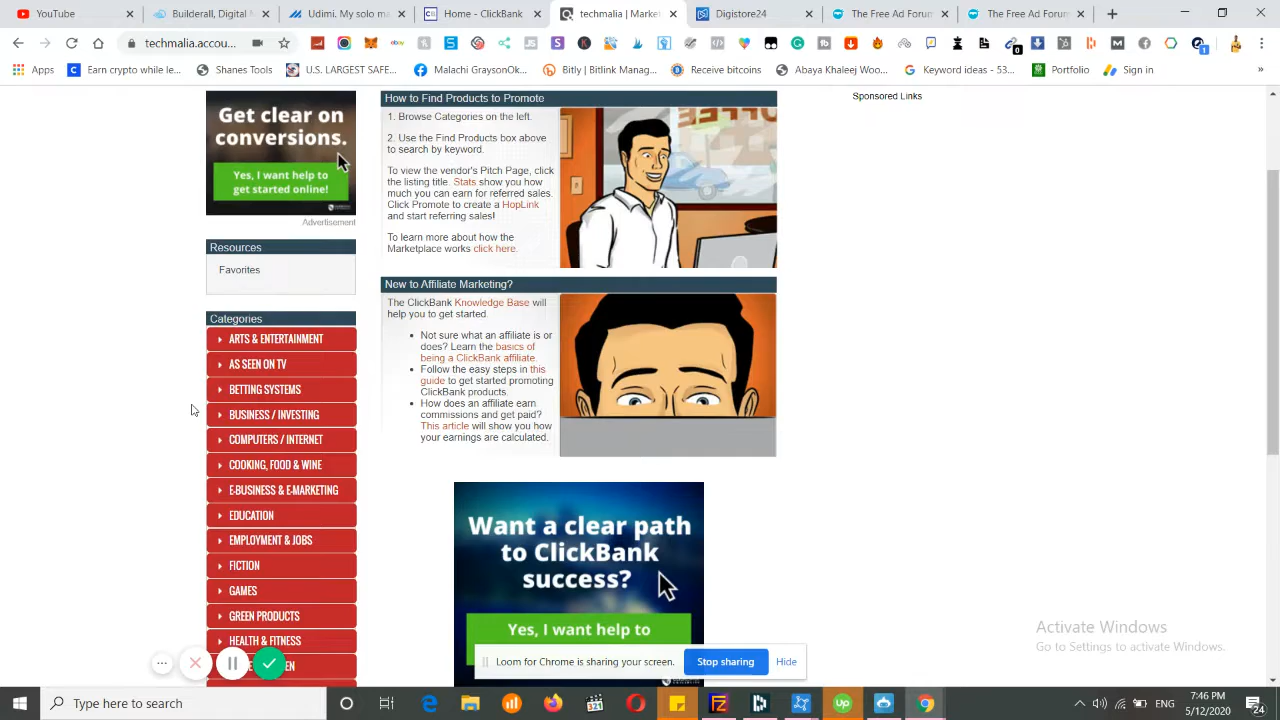 YouTube
Manage Account Tr
ClickBank Marketplac
The Free Ad Forum
The Ad Forums
Network24
technalia.accou...
0
1
Apps
Earn crypto while le...
Shanes Tools
U.S. LARGEST SAFE...
Malachi GraysonOk...
Bitly | Bitlink Manag...
Receive bitcoins
Abaya Khaleej Woo...
Keyword ideas - 53...
Portfolio
Sign in
Get clear on
conversions.
Yes, I want help to
get started online!
Advertisement
Resources
Favorites
Categories
ARTS & ENTERTAINMENT
AS SEEN ON TV
BETTING SYSTEMS
BUSINESS / INVESTING
COMPUTERS / INTERNET
COOKING, FOOD & WINE
E-BUSINESS & E-MARKETING
EDUCATION
EMPLOYMENT & JOBS
FICTION
GAMES
GREEN PRODUCTS
HEALTH & FITNESS
EN
How to Find Products to Promote
1. Browse Categories on the left.
2. Use the Find Products box above
to search by keyword.
To view the vendor's Pitch Page, click
the listing title. Stats show you how
much you can earn for referred sales.
Click Promote to create a HopLink
and start referring sales!
To learn more about how the
Marketplace works click here.
New to Affiliate Marketing?
The ClickBank Knowledge Base will
help you to get started.
Not sure what an affiliate is or
does? Learn the basics of
being a ClickBank affiliate.
Follow the easy steps in this
guide to get started promoting
ClickBank products.
How does an affiliate earn
commissions and get paid?
This article will show you how
your earnings are calculated.
Want a clear path
to ClickBank
success?
Yes, I want help to
Sponsored Links
Loom for Chrome is sharing your screen.
Stop sharing
Hide
Activate Windows
Go to Settings to activate Windows.
Type here to search
ENG
7:46 PM
5/12/2020
24